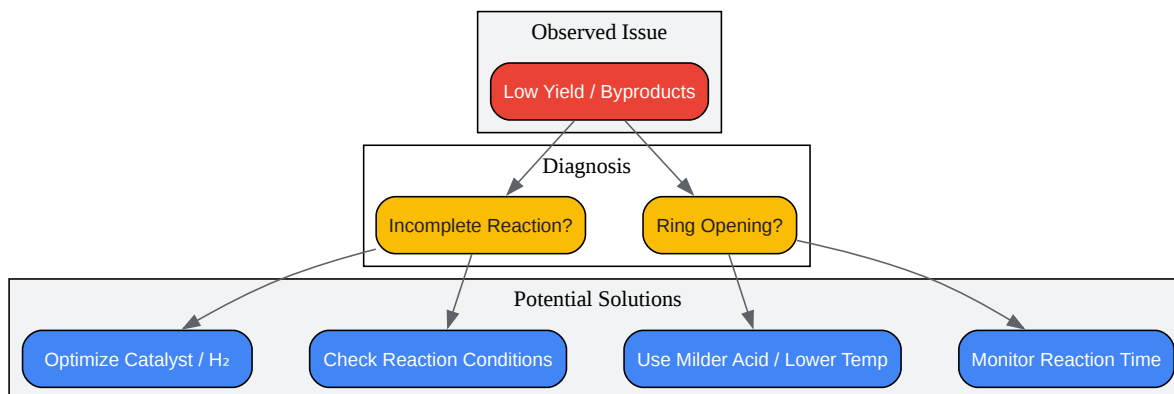 Observed Issue
Low Yield / Byproducts
Diagnosis
Incomplete Reaction?
Ring Opening?
Potential Solutions
Optimize Catalyst / H₂
Check Reaction Conditions
Use Milder Acid / Lower Temp
Monitor Reaction Time